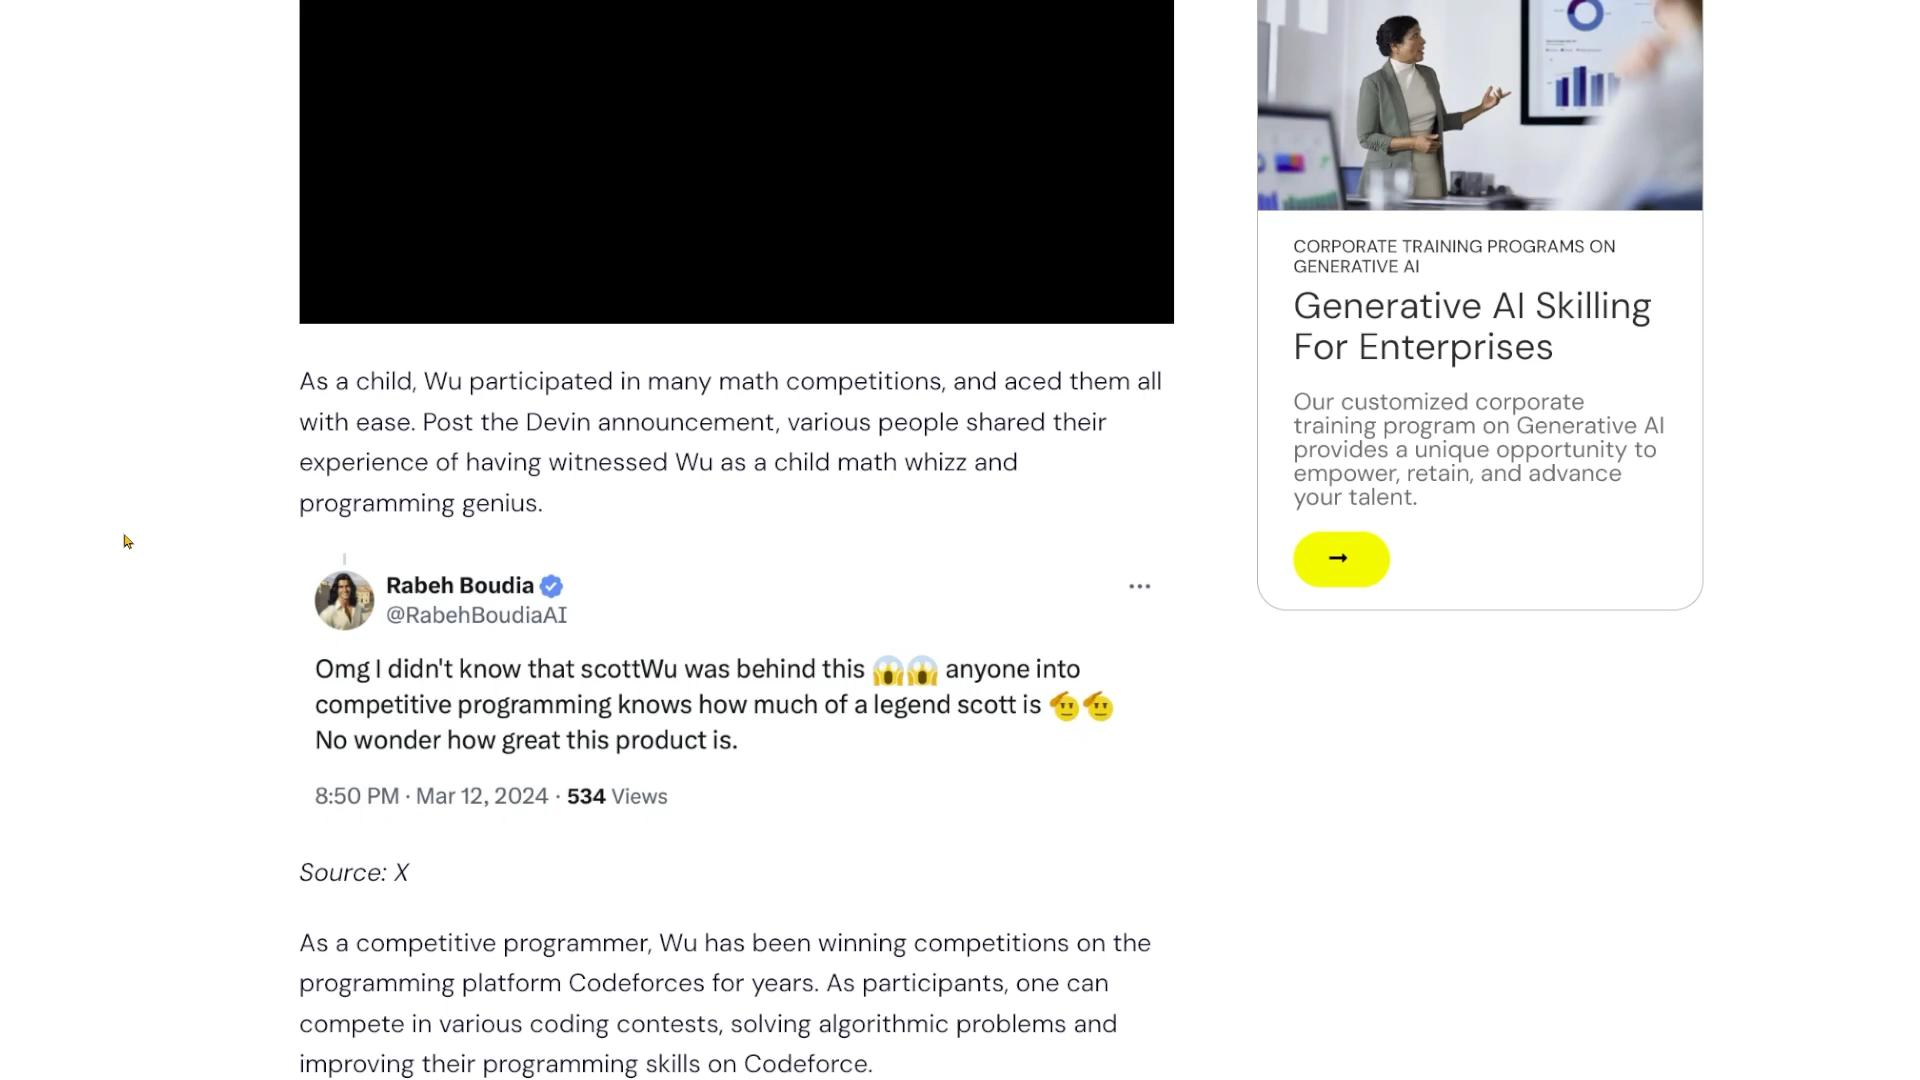 As a child, Wu participated in many math competitions, and aced them all
with ease. Post the Devin announcement, various people shared their
experience of having witnessed Wu as a child math whizz and
programming genius.
Rabeh Boudia
@RabehBoudiaAI
Omg I didn't know that scottWu was behind this 😱😱 anyone into
competitive programming knows how much of a legend scott is 🫡🫡
No wonder how great this product is.
8:50 PM · Mar 12, 2024 · 534 Views
Source: X
As a competitive programmer, Wu has been winning competitions on the
programming platform Codeforces for years. As participants, one can
compete in various coding contests, solving algorithmic problems and
improving their programming skills on Codeforce.
CORPORATE TRAINING PROGRAMS ON
GENERATIVE AI
Generative AI Skilling
For Enterprises
Our customized corporate
training program on Generative AI
provides a unique opportunity to
empower, retain, and advance
your talent.
→